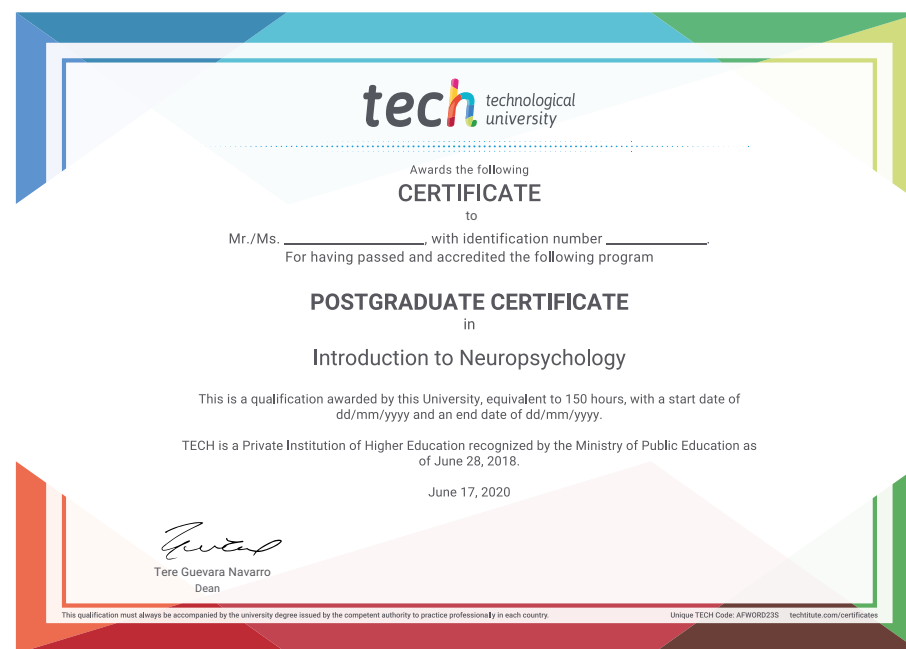 tech technological
university
Awards the following
CERTIFICATE
to
Mr./Ms. ____________________, with identification number ______________.
For having passed and accredited the following program
POSTGRADUATE CERTIFICATE
in
Introduction to Neuropsychology
This is a qualification awarded by this University, equivalent to 150 hours, with a start date of
dd/mm/yyyy and an end date of dd/mm/yyyy.
TECH is a Private Institution of Higher Education recognized by the Ministry of Public Education as
of June 28, 2018.
June 17, 2020
Tere Guevara Navarro
Dean
This qualification must always be accompanied by the university degree issued by the competent authority to practice professionally in each country. Unique TECH Code: AFWORD23S techtitute.com/certificates